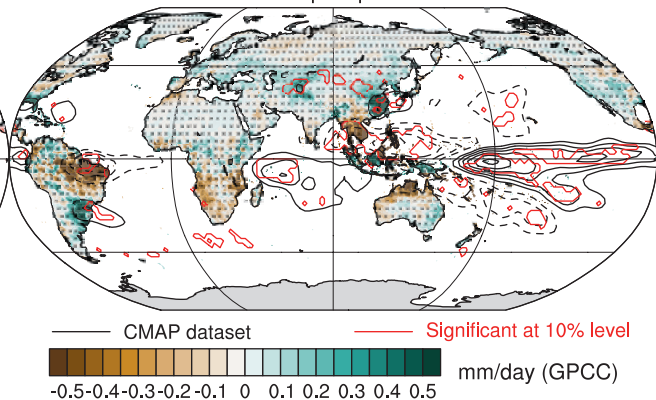 CMAP dataset
Significant at 10% level
-0.5-0.4-0.3-0.2-0.1 0 0.1 0.2 0.3 0.4 0.5
mm/day (GPCC)